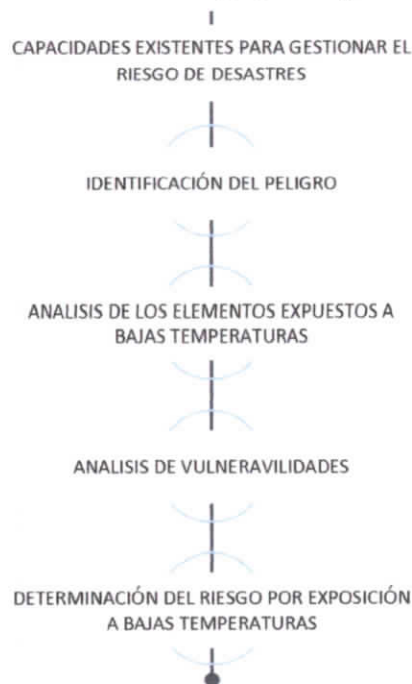 CAPACIDADES EXISTENTES PARA GESTIONAR EL
RIESGO DE DESASTRES
IDENTIFICACIÓN DEL PELIGRO
ANALISIS DE LOS ELEMENTOS EXPUESTOS A
BAJAS TEMPERATURAS
ANALISIS DE VULNERAVILIDADES
DETERMINACIÓN DEL RIESGO POR EXPOSICIÓN
A BAJAS TEMPERATURAS